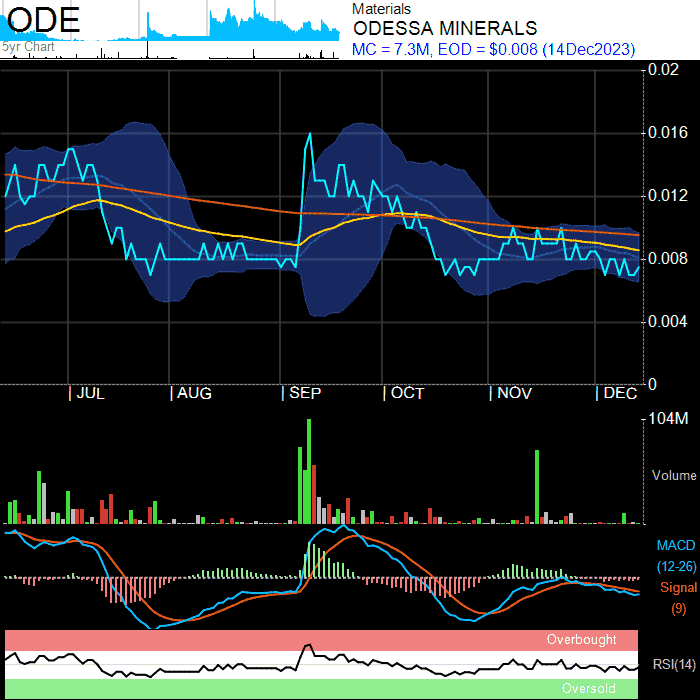 ODE
5yr Chart
Materials
ODESSA MINERALS
MC = 7.3M, EOD = $0.008 (14Dec2023)
0.02
0.016
0.012
0.008
0.004
0
JUL AUG SEP OCT NOV DEC
104M
Volume
MACD
(12-26)
Signal
(9)
Overbought
RSI(14)
Oversold